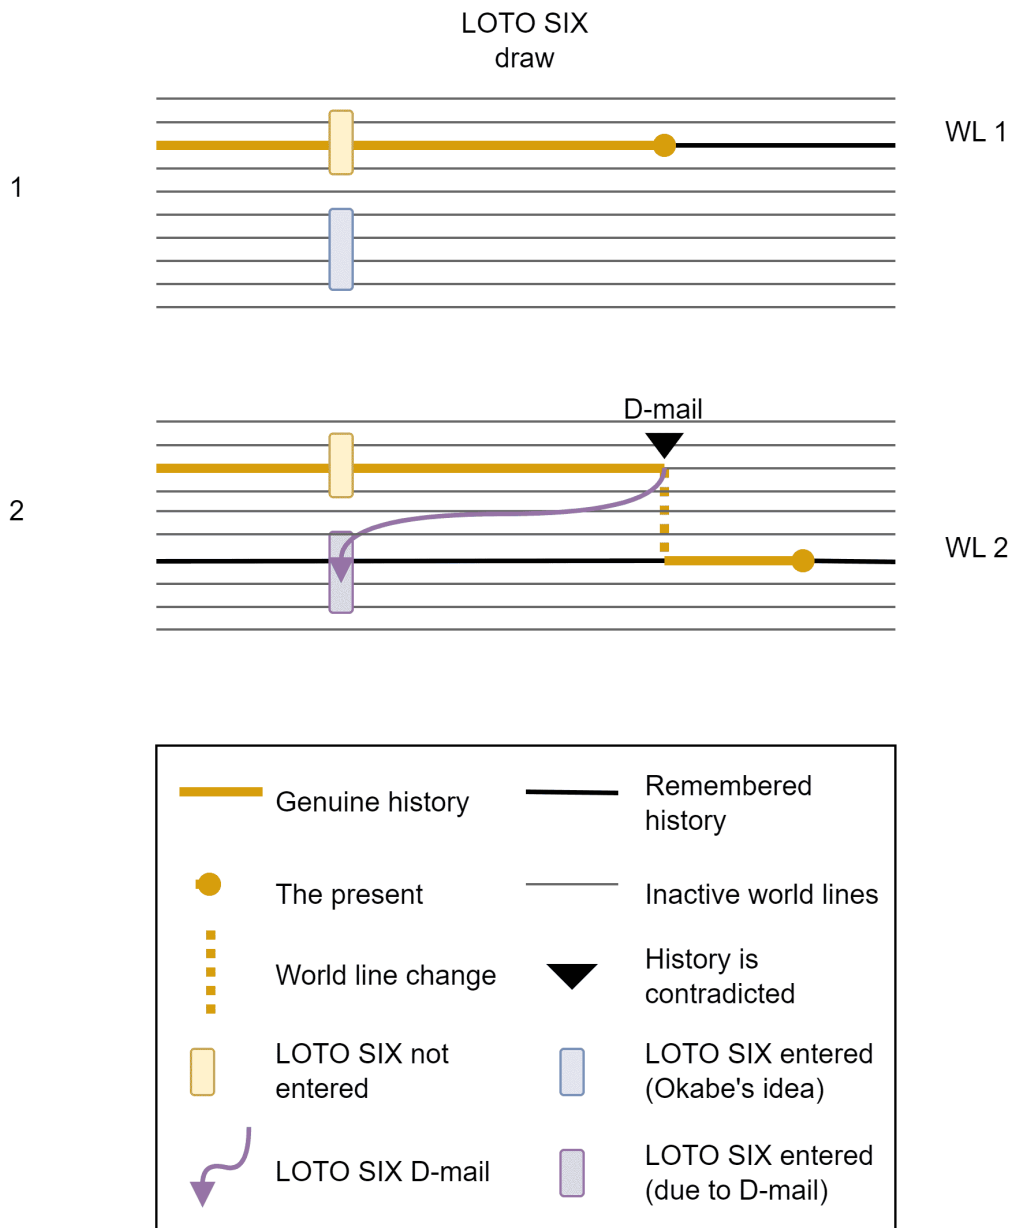 LOTO SIX
draw
WL 1
1
D-mail
2
WL 2
Genuine history
Remembered
history
The present
Inactive world lines
World line change
History is
contradicted
LOTO SIX not
entered
LOTO SIX entered
(Okabe's idea)
LOTO SIX D-mail
LOTO SIX entered
(due to D-mail)